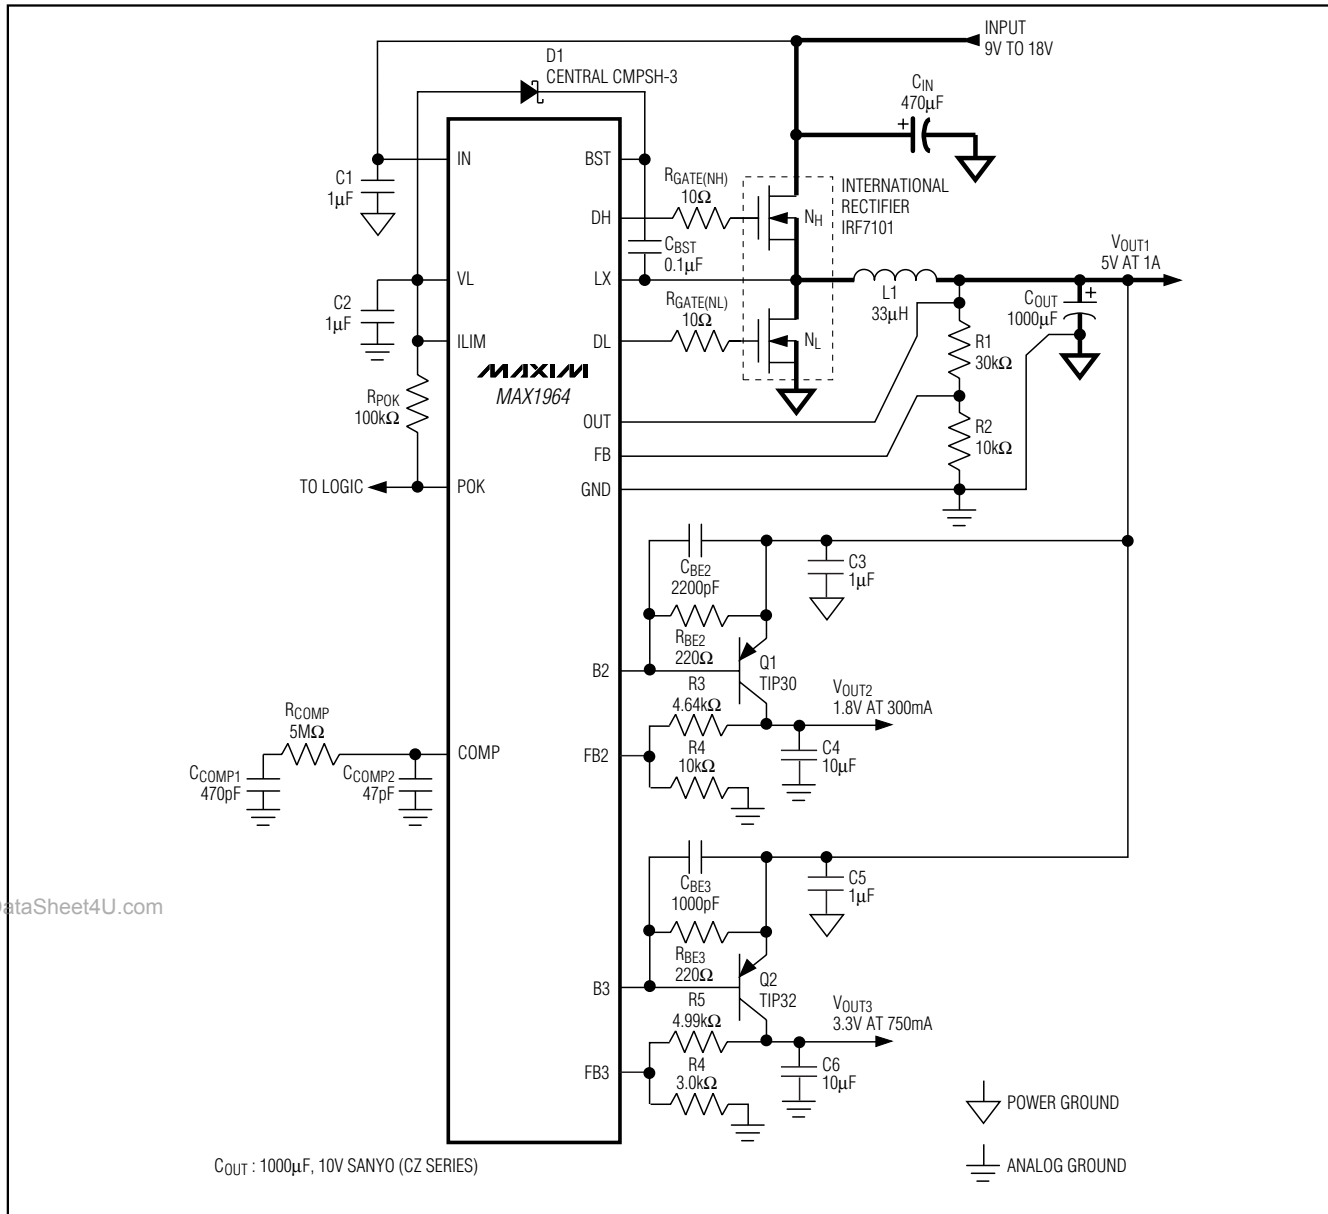 INPUT
9V TO 18V
D1
CENTRAL CMPSH-3
CIN
470µF
+
IN
BST
C1
1µF
RGATE(NH)
10Ω
INTERNATIONAL
RECTIFIER
IRF7101
DH
NH
CBST
0.1µF
VOUT1
5V AT 1A
VL
LX
L1
33µH
COUT
1000µF
+
C2
1µF
RGATE(NL)
10Ω
ILIM
DL
NL
R1
30kΩ
MAXIM
MAX1964
RPOK
100kΩ
OUT
R2
10kΩ
FB
TO LOGIC
POK
GND
CBE2
2200pF
C3
1µF
RBE2
220Ω
B2
Q1
TIP30
R3
4.64kΩ
VOUT2
1.8V AT 300mA
RCOMP
5MΩ
COMP
FB2
R4
10kΩ
C4
10µF
CCOMP1
470pF
CCOMP2
47pF
CBE3
1000pF
C5
1µF
ataSheet4U.com
RBE3
220Ω
B3
Q2
TIP32
R5
4.99kΩ
VOUT3
3.3V AT 750mA
FB3
R4
3.0kΩ
C6
10µF
POWER GROUND
COUT : 1000µF, 10V SANYO (CZ SERIES)
ANALOG GROUND